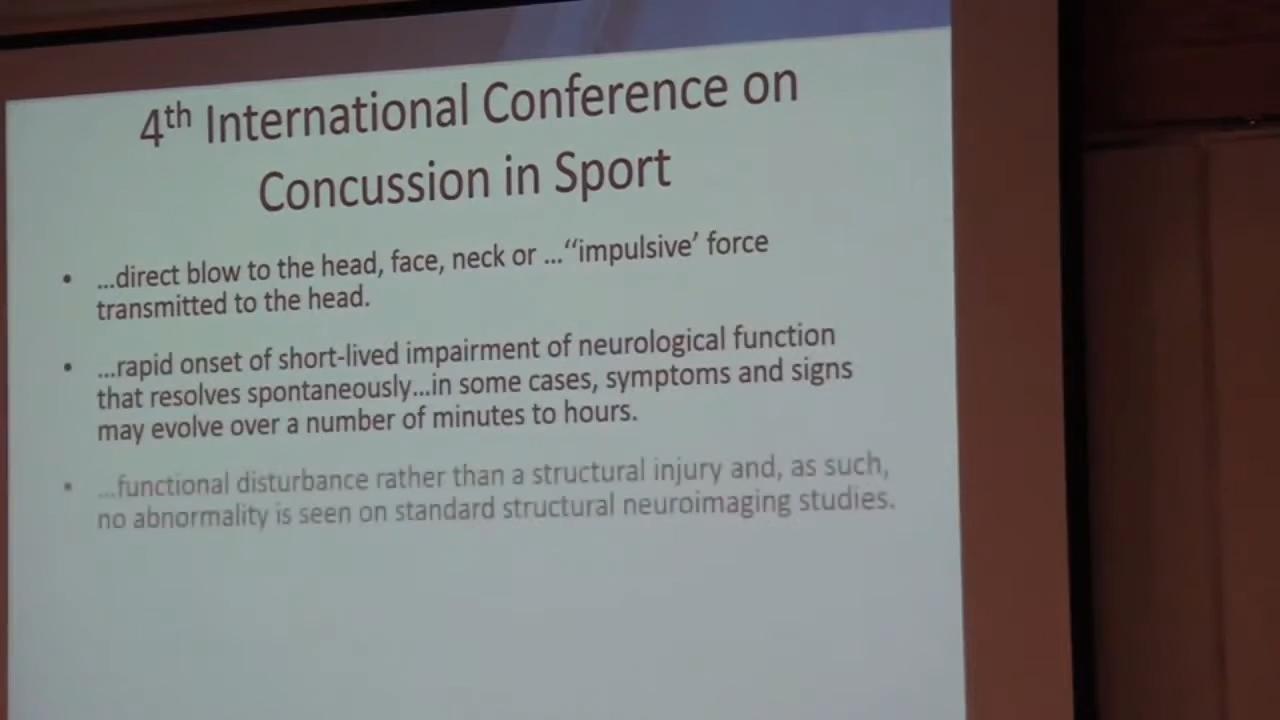 4th International Conference on
Concussion in Sport
• ...direct blow to the head, face, neck or ...“impulsive’ force
transmitted to the head.
• ...rapid onset of short-lived impairment of neurological function
that resolves spontaneously...in some cases, symptoms and signs
may evolve over a number of minutes to hours.
• ...functional disturbance rather than a structural injury and, as such,
no abnormality is seen on standard structural neuroimaging studies.